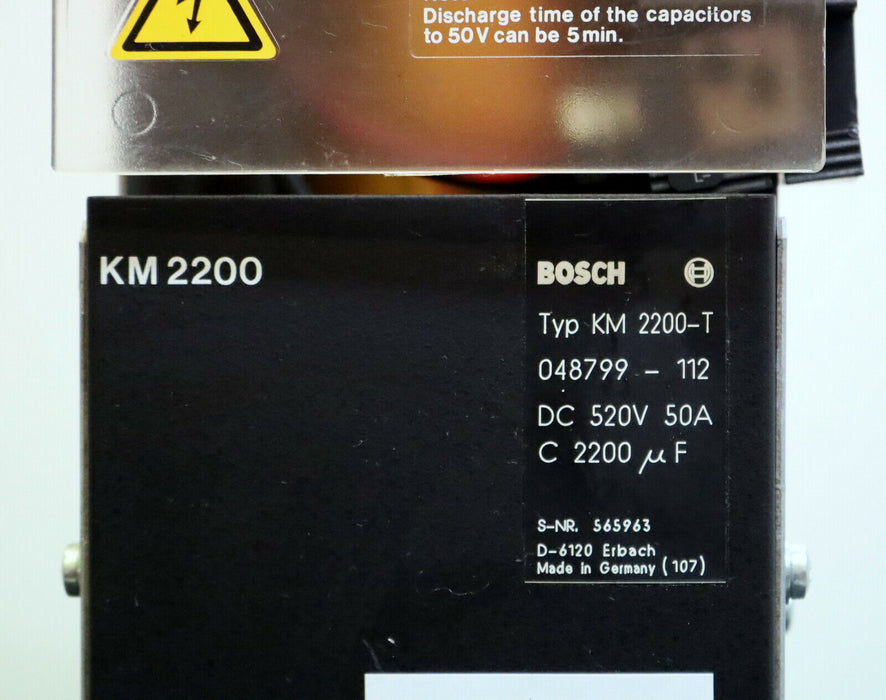 Discharge time of the capacitors
to 50V can be 5min.
KM 2200
BOSCH
Typ KM 2200-T
048799 - 112
DC 520V 50A
C 2200 μF
S-NR. 565963
D-6120 Erbach
Made in Germany (107)